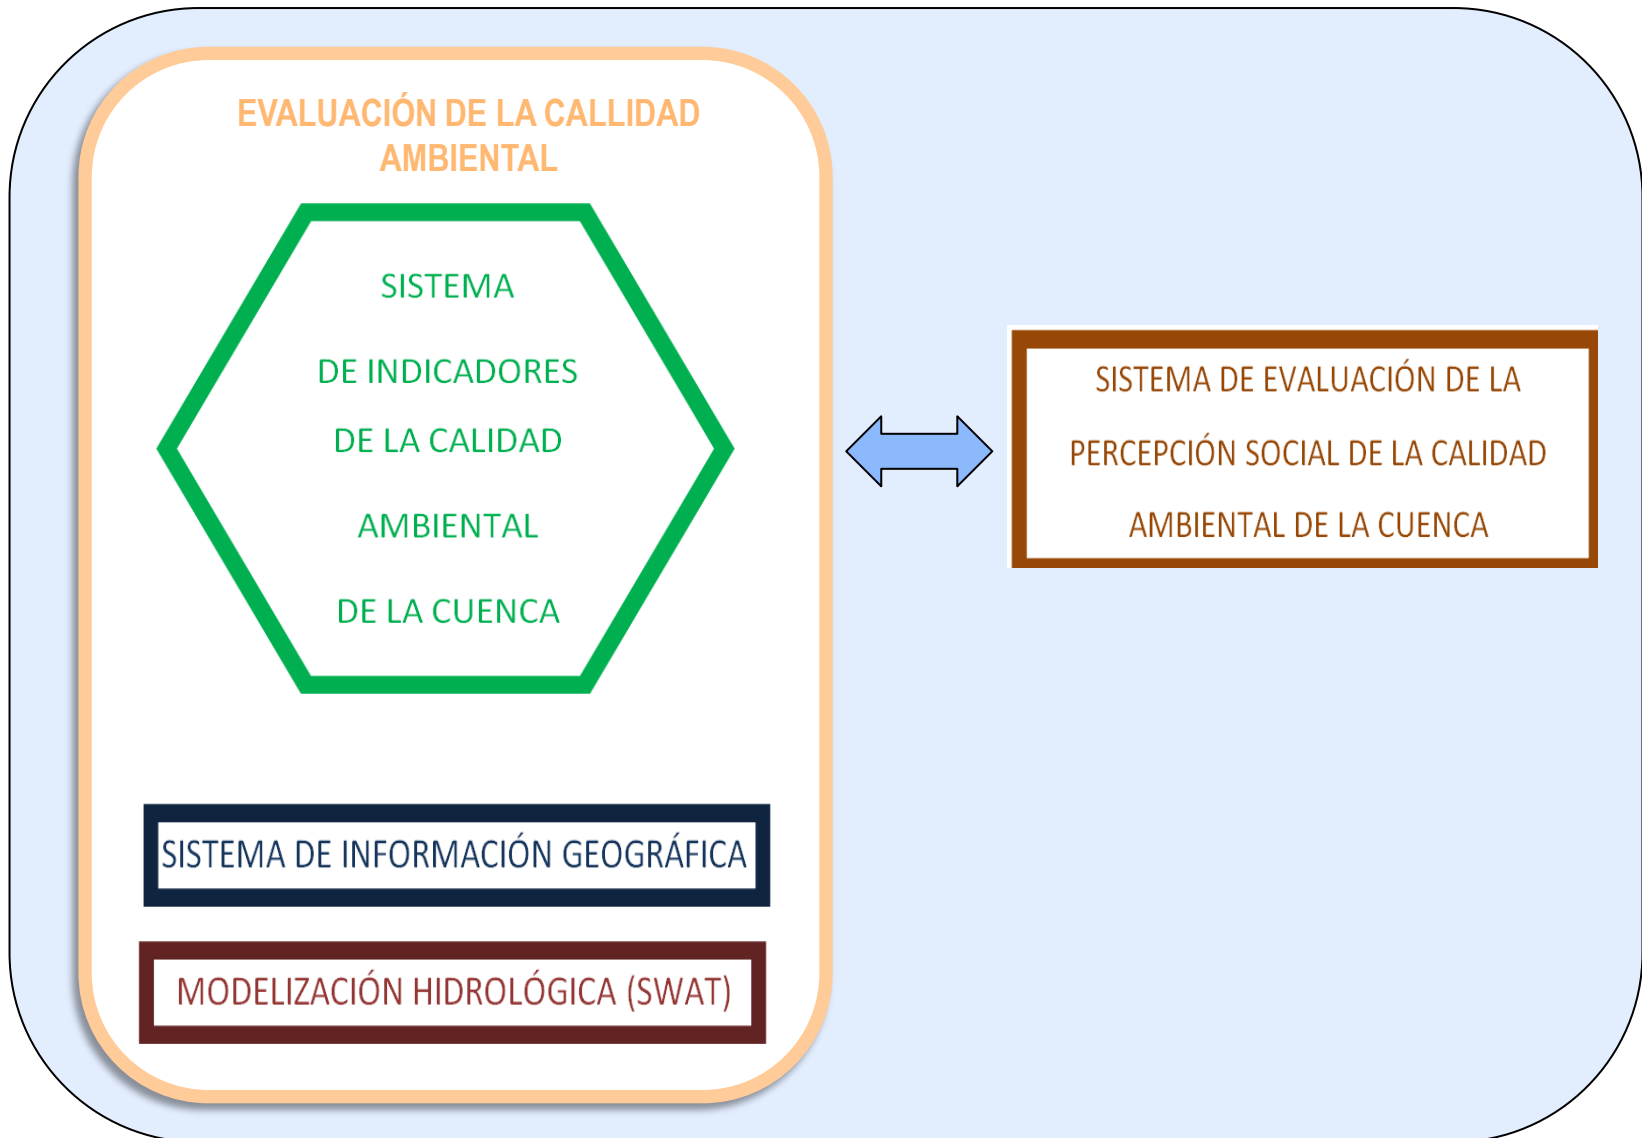 EVALUACIÓN DE LA CALLIDAD
AMBIENTAL
SISTEMA
DE INDICADORES
DE LA CALIDAD
AMBIENTAL
DE LA CUENCA
SISTEMA DE INFORMACIÓN GEOGRÁFICA
MODELIZACIÓN HIDROLÓGICA (SWAT)
SISTEMA DE EVALUACIÓN DE LA
PERCEPCIÓN SOCIAL DE LA CALIDAD
AMBIENTAL DE LA CUENCA